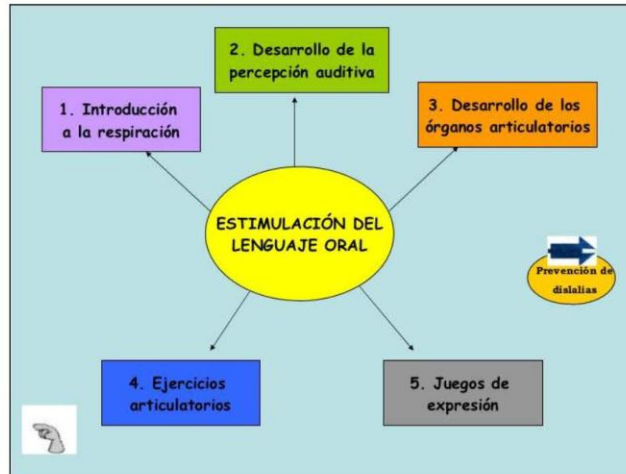 2. Desarrollo de la
percepción auditiva
1. Introducción
a la respiración
3. Desarrollo de los
órganos articulatorios
ESTIMULACIÓN DEL
LENGUAJE ORAL
Prevención de
dislalias
4. Ejercicios
articulatorios
5. Juegos de
expresión